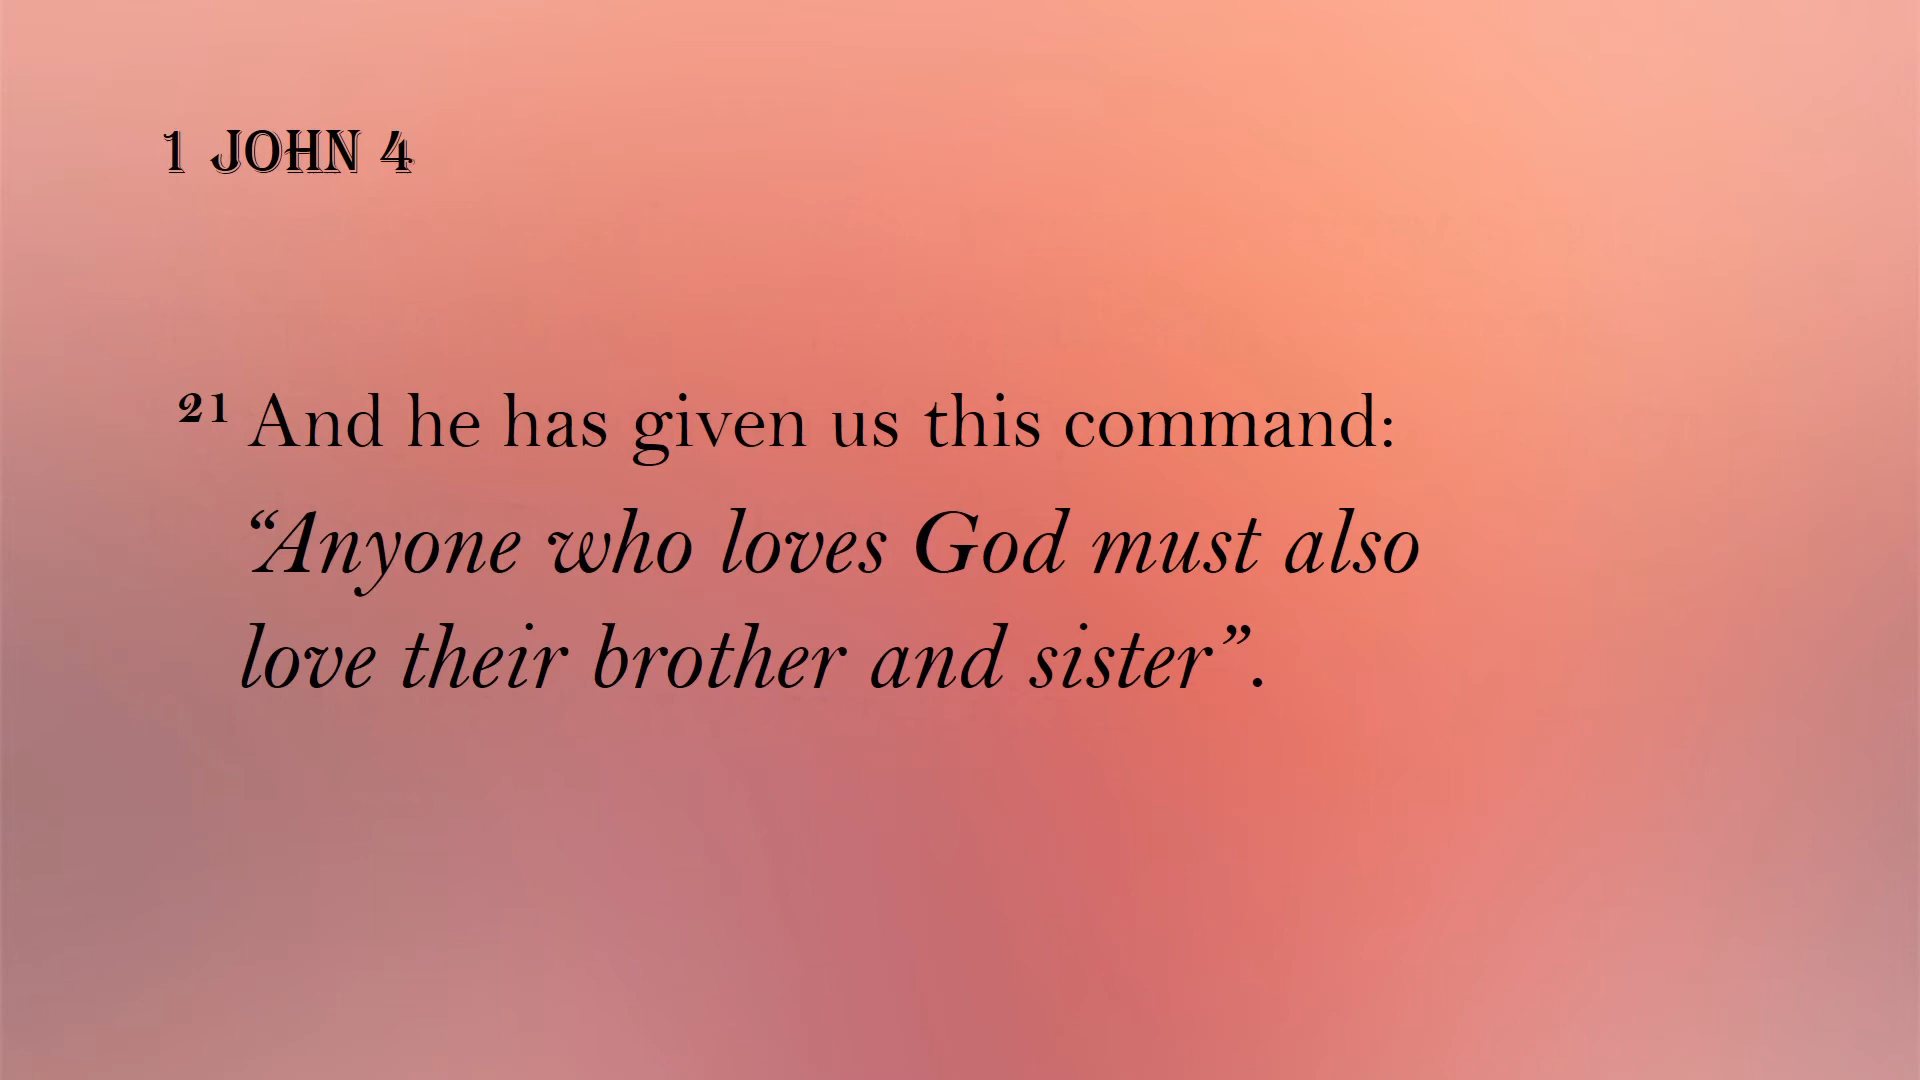 1 JOHN 4
21 And he has given us this command:
“Anyone who loves God must also
love their brother and sister”.